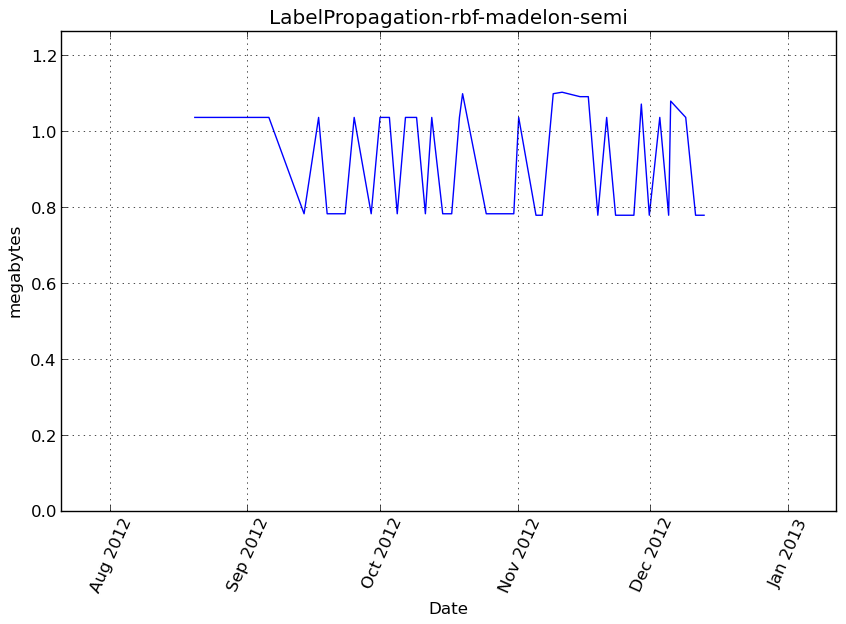 LabelPropagation-rbf-madelon-semi
1.2
1.0
0.8
0.6
0.4
0.2
0.0
megabytes
Aug 2012
Sep 2012
Oct 2012
Nov 2012
Dec 2012
Jan 2013
Date